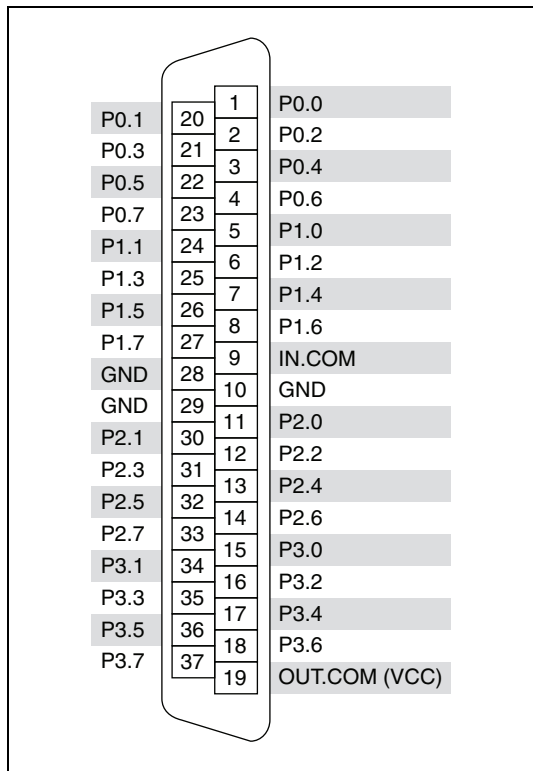 1 P0.0
P0.1 20
2 P0.2
P0.3 21
3 P0.4
P0.5 22
4 P0.6
P0.7 23
5 P1.0
P1.1 24
6 P1.2
P1.3 25
7 P1.4
P1.5 26
8 P1.6
P1.7 27
9 IN.COM
GND 28
10 GND
GND 29
11 P2.0
P2.1 30
12 P2.2
P2.3 31
13 P2.4
P2.5 32
14 P2.6
P2.7 33
15 P3.0
P3.1 34
16 P3.2
P3.3 35
17 P3.4
P3.5 36
18 P3.6
P3.7 37
19 OUT.COM (VCC)